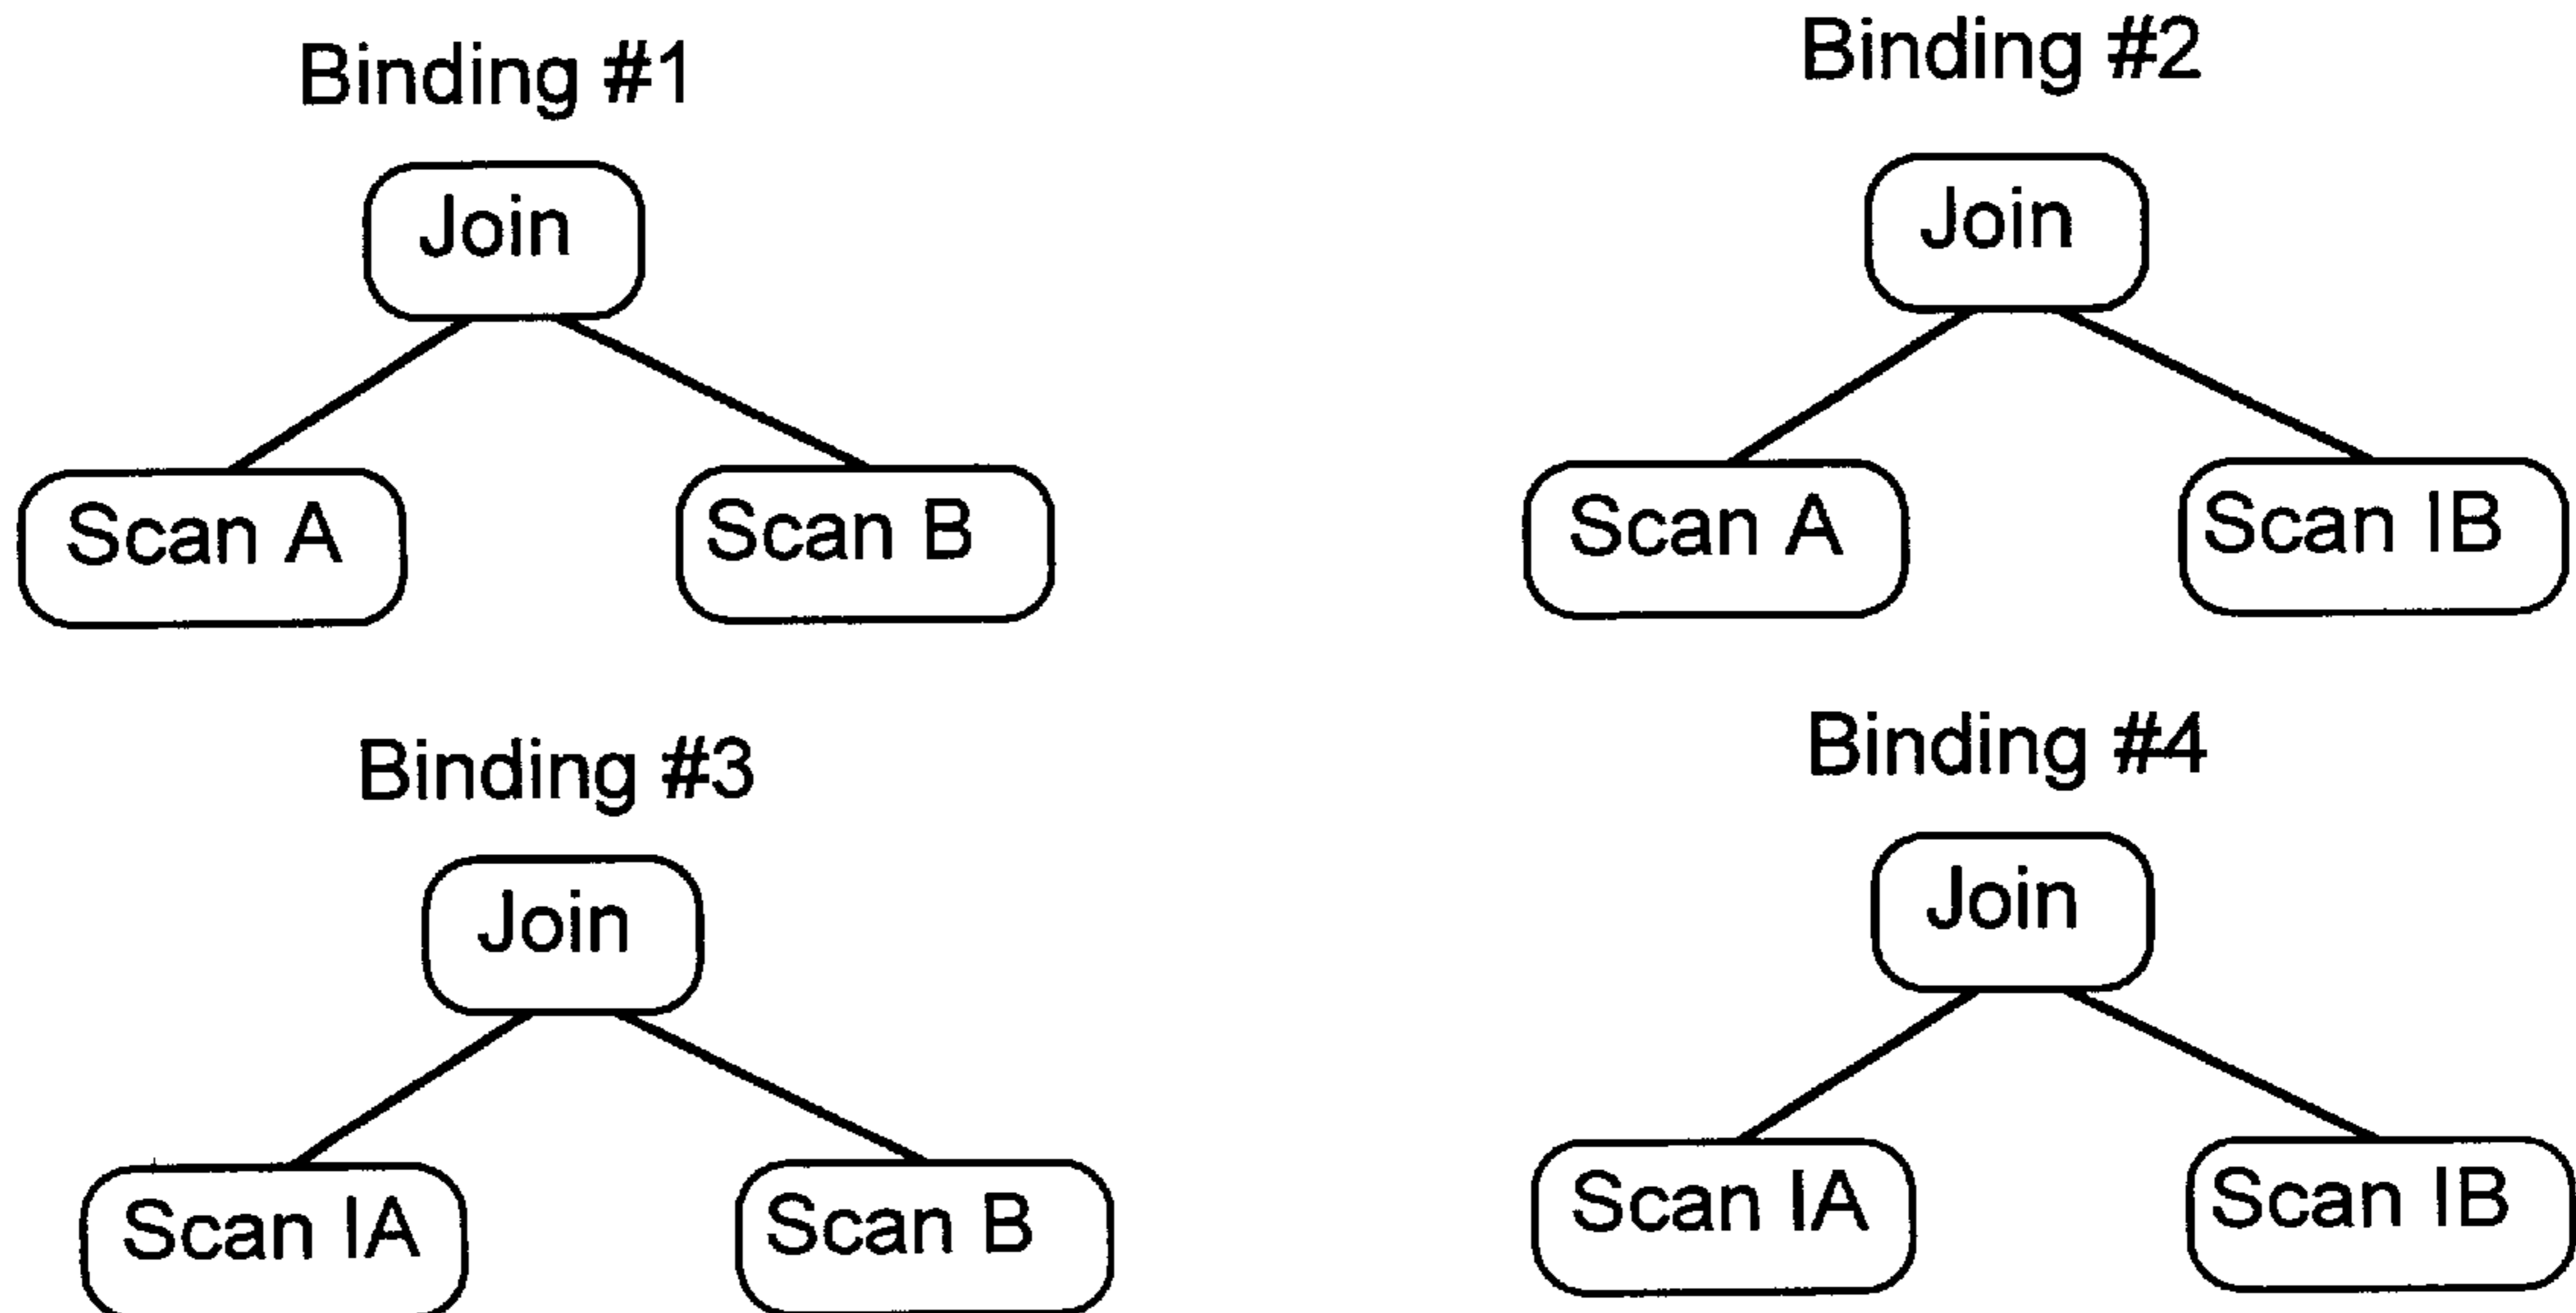 Binding #1
Join
Scan A
Scan B
Binding #2
Join
Scan A
Scan IB
Binding #3
Join
Scan IA
Scan B
Binding #4
Join
Scan IA
Scan IB